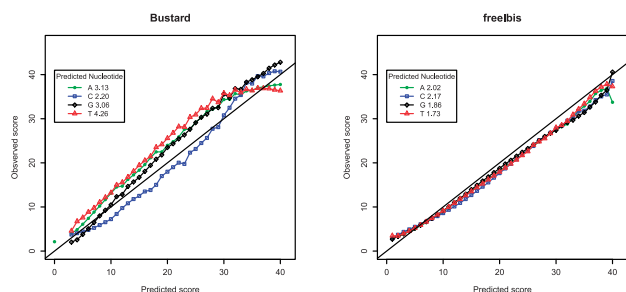 Bustard
Obsverved score
40
30
20
10
0
Predicted Nucleotide
A 3.13
C 2.20
G 3,06
T 4.26
0 10 20 30 40
Predicted score
freeIbis
Obsverved score
40
30
20
10
0
Predicted Nucleotide
A 2.02
C 2.17
G 1,86
T 1.73
0 10 20 30 40
Predicted score